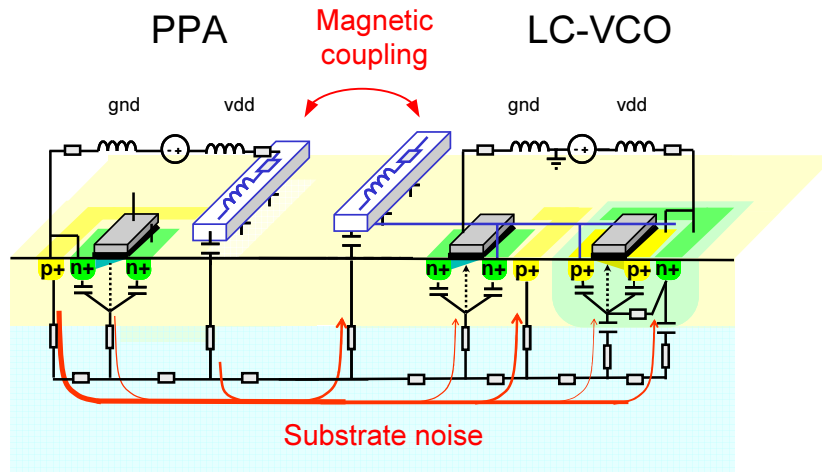 PPA
Magnetic
coupling
LC-VCO
gnd
vdd
gnd
vdd
- +
- +
p+
n+
n+
n+
n+
p+
p+
p+
n+
Substrate noise